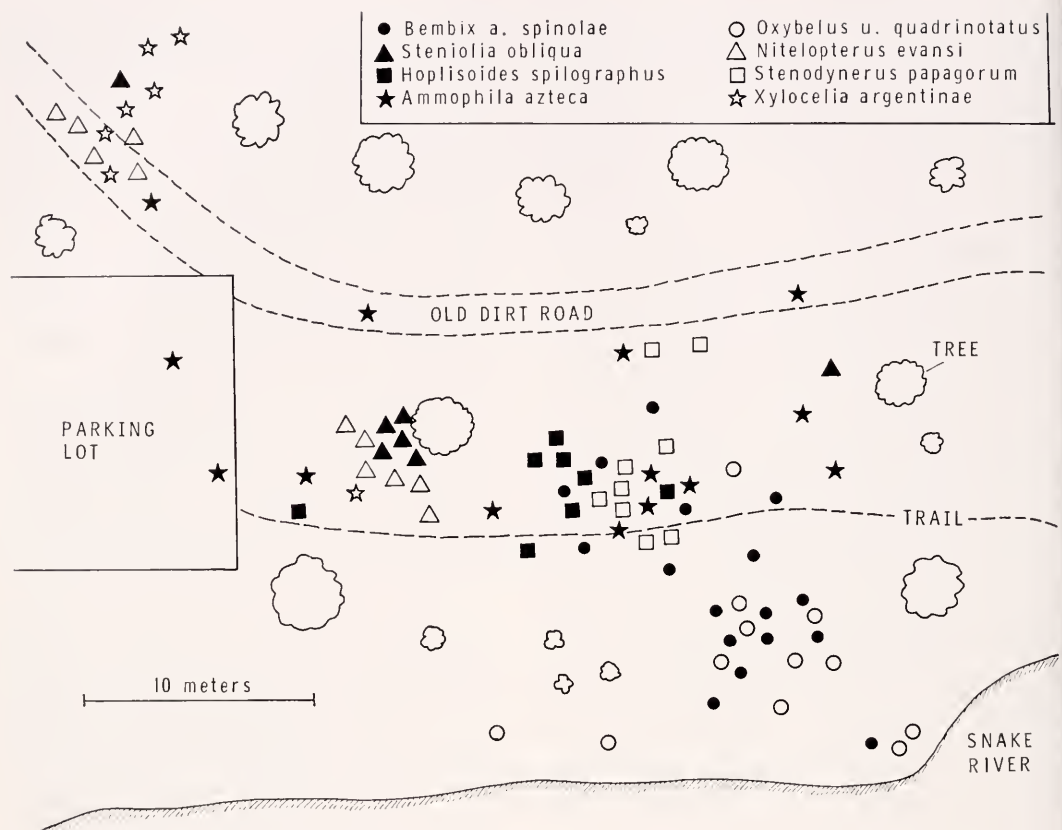 Bembix a. spinolae
Steniolia obliqua
Hoplisoides spilographus
Ammophila azteca
Oxybelus u. quadrinotatus
Nitelopterus evansi
Stenodynerus papagorum
Xylocelia argentinae
OLD DIRT ROAD
TREE
PARKING
LOT
TRAIL
10 meters
SNAKE
RIVER